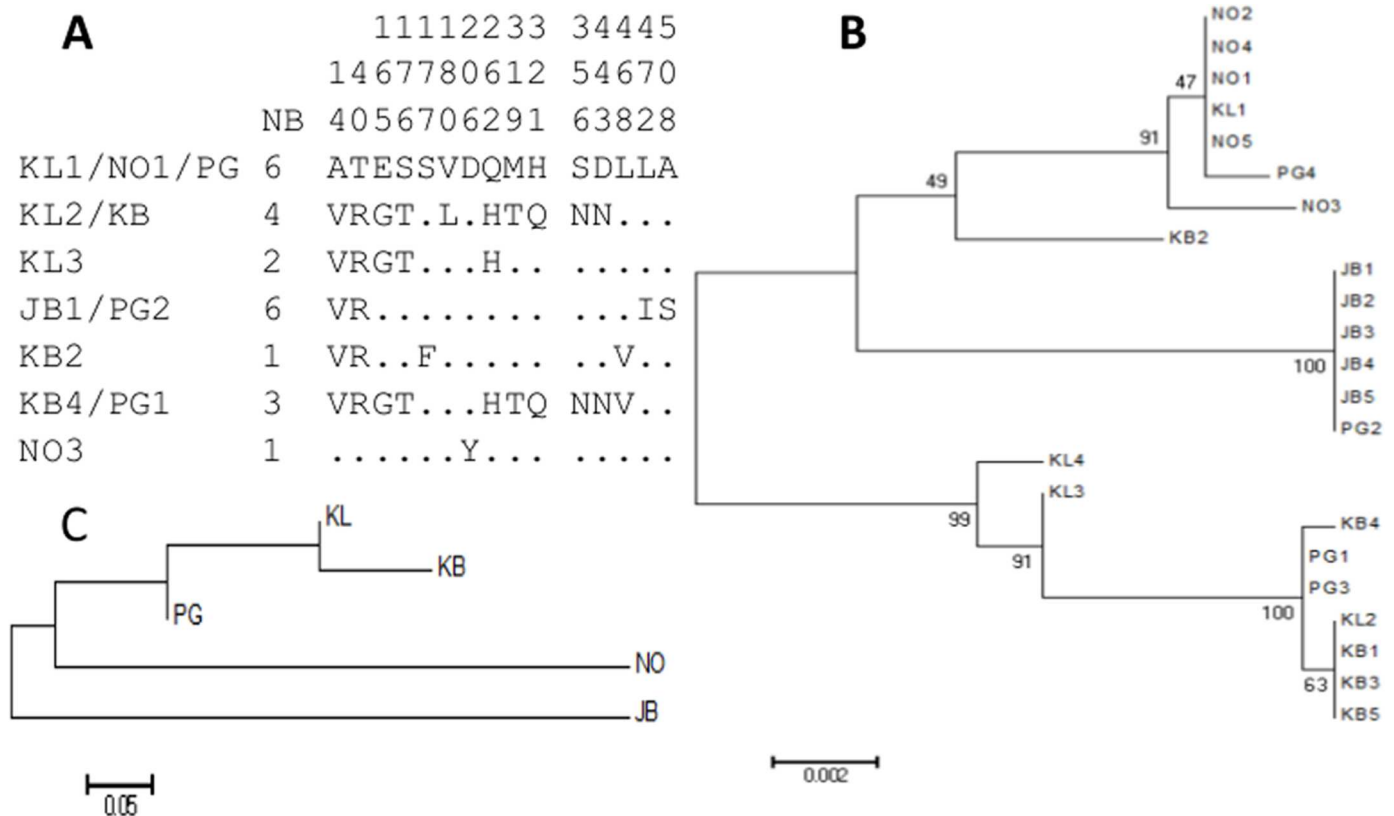 A
11112233 34445
1467780612 54670
NB 4056706291 63828
KL1/NO1/PG 6 ATESSVDQMH SDLLA
KL2/KB 4 VRGT.L.HTQ NN...
KL3 2 VRGT...H.. .....
JB1/PG2 6 VR........ ...IS
KB2 1 VR..F..... ..V..
KB4/PG1 3 VRGT...HTQ NNV..
NO3 1 ......Y... .....
B
NO2
NO4
47 NO1
KL1
NO5
91
PG4
49
NO3
KB2
JB1
JB2
JB3
100 JB4
JB5
PG2
KL4
KL3
99
91
KB4
PG1
PG3
100
KL2
KB1
63 KB3
KB5
0.002
C
KL
KB
PG
NO
JB
0.05